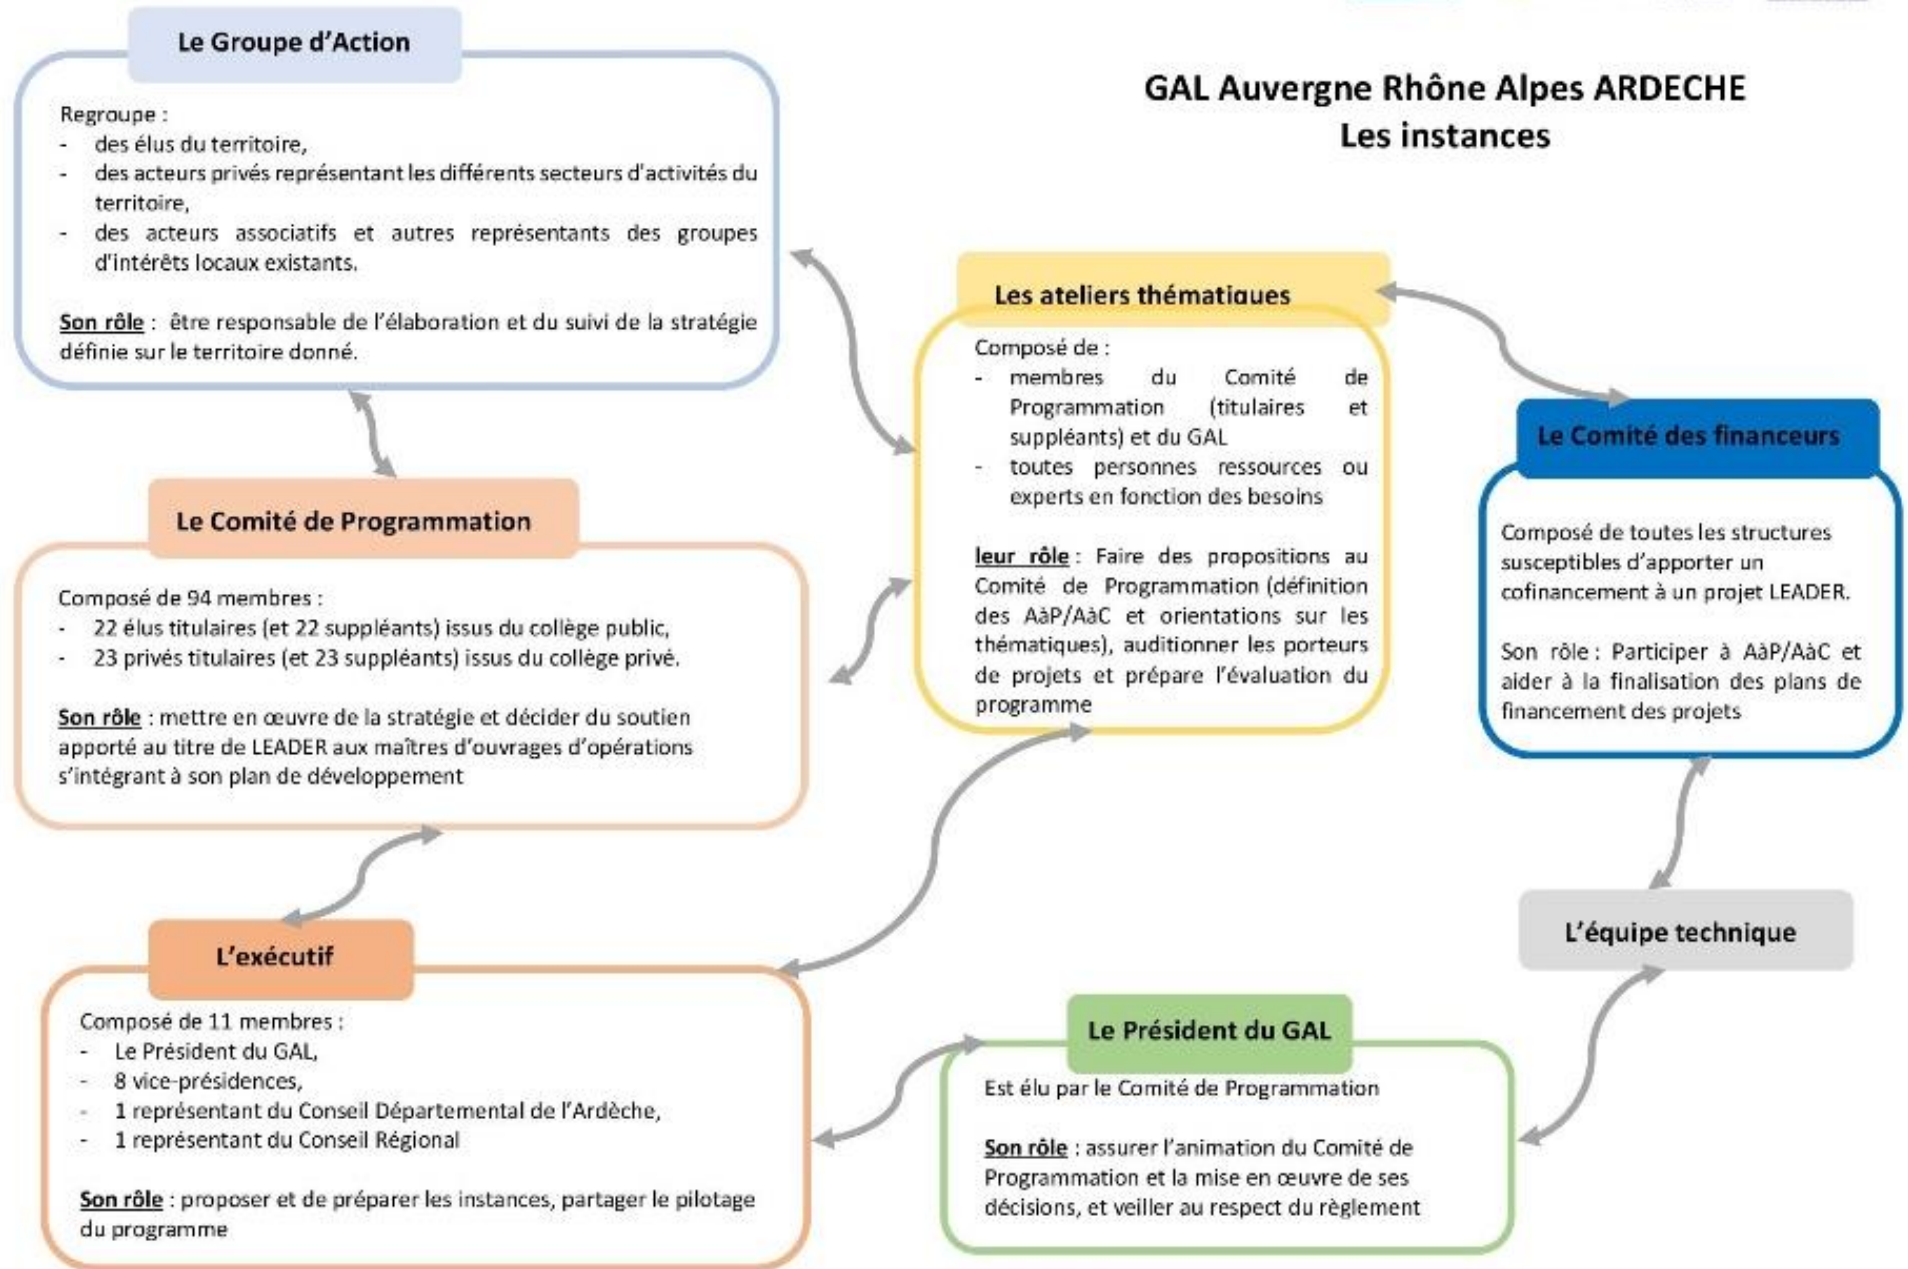 GAL Auvergne Rhône Alpes ARDECHE
Les instances
Le Groupe d'Action
Regroupe :
- des élus du territoire,
- des acteurs privés représentant les différents secteurs d'activités du
territoire,
- des acteurs associatifs et autres représentants des groupes
d'intérêts locaux existants.
Son rôle : être responsable de l'élaboration et du suivi de la stratégie
définie sur le territoire donné.
Le Comité de Programmation
Composé de 94 membres :
- 22 élus titulaires (et 22 suppléants) issus du collège public,
- 23 privés titulaires (et 23 suppléants) issus du collège privé.
Son rôle : mettre en œuvre de la stratégie et décider du soutien
apporté au titre de LEADER aux maîtres d'ouvrages d'opérations
s'intégrant à son plan de développement
L'exécutif
Composé de 11 membres :
- Le Président du GAL,
- 8 vice-présidences,
- 1 représentant du Conseil Départemental de l'Ardèche,
- 1 représentant du Conseil Régional
Son rôle : proposer et de préparer les instances, partager le pilotage
du programme
Les ateliers thématiques
Composé de :
- membres du Comité de
Programmation (titulaires et
suppléants) et du GAL
- toutes personnes ressources ou
experts en fonction des besoins
leur rôle : Faire des propositions au
Comité de Programmation (définition
des AàP/AàC et orientations sur les
thématiques), auditionner les porteurs
de projets et prépare l'évaluation du
programme
Le Comité des financeurs
Composé de toutes les structures
susceptibles d'apporter un
cofinancement à un projet LEADER.
Son rôle : Participer à AàP/AàC et
aider à la finalisation des plans de
financement des projets
L'équipe technique
Le Président du GAL
Est élu par le Comité de Programmation
Son rôle : assurer l'animation du Comité de
Programmation et la mise en œuvre de ses
décisions, et veiller au respect du règlement